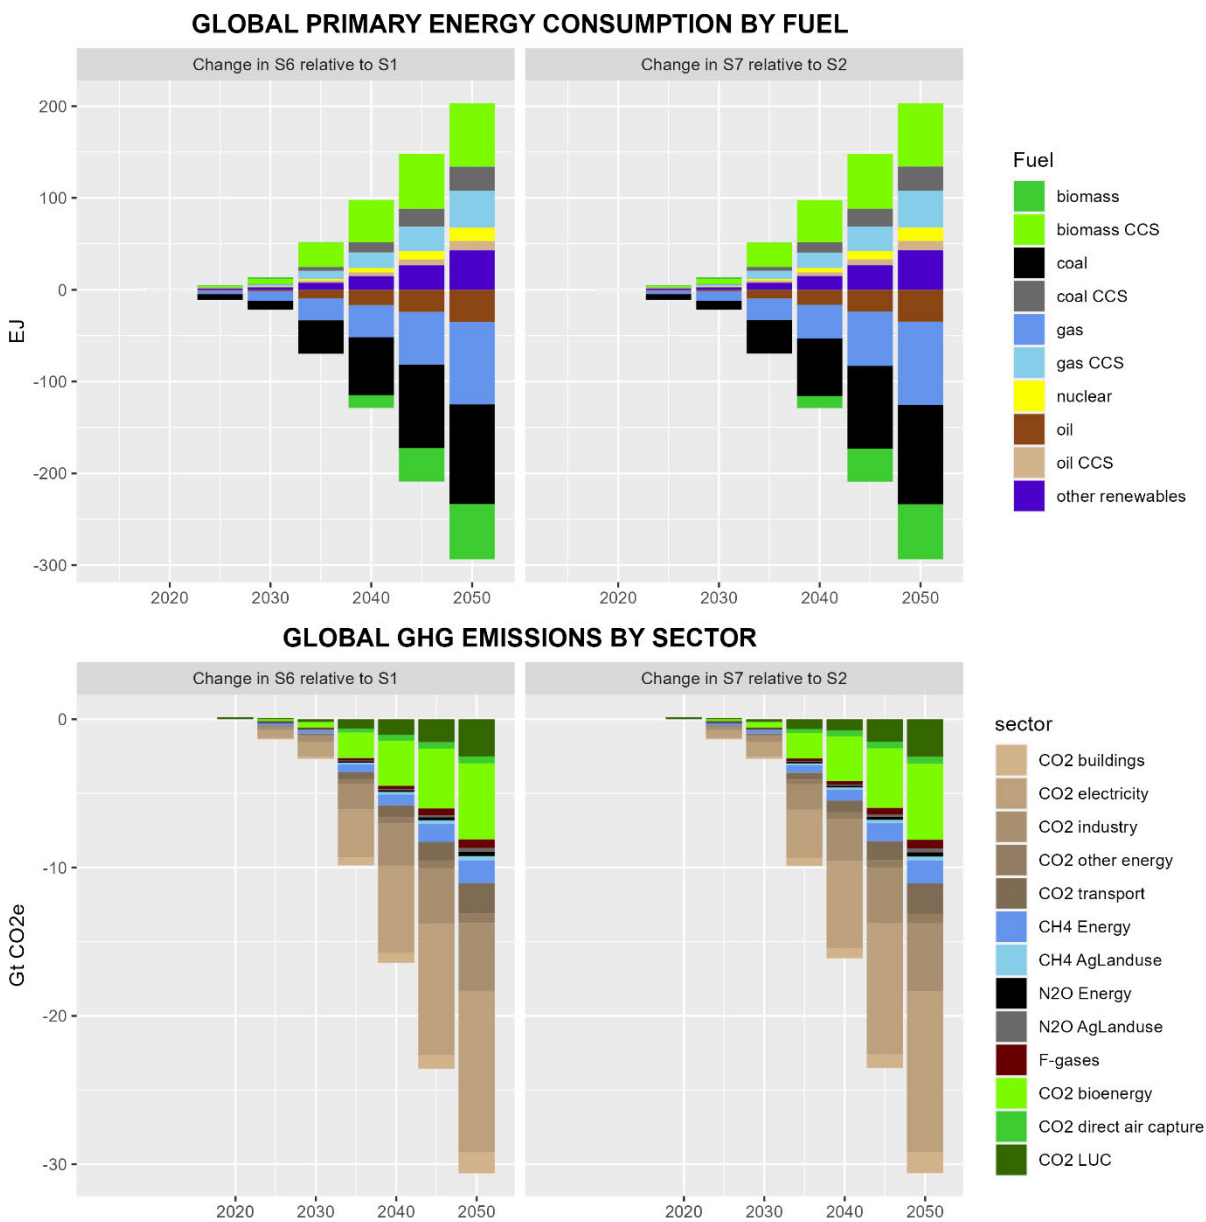 GLOBAL PRIMARY ENERGY CONSUMPTION BY FUEL
Change in S6 relative to S1
Change in S7 relative to S2
200
100
0
-100
-200
-300
EJ
2020 2030 2040 2050
2020 2030 2040 2050
Fuel
biomass
biomass CCS
coal
coal CCS
gas
gas CCS
nuclear
oil
oil CCS
other renewables
GLOBAL GHG EMISSIONS BY SECTOR
Change in S6 relative to S1
Change in S7 relative to S2
0
-10
-20
-30
Gt CO2e
2020 2030 2040 2050
2020 2030 2040 2050
sector
CO2 buildings
CO2 electricity
CO2 industry
CO2 other energy
CO2 transport
CH4 Energy
CH4 AgLanduse
N2O Energy
N2O AgLanduse
F-gases
CO2 bioenergy
CO2 direct air capture
CO2 LUC